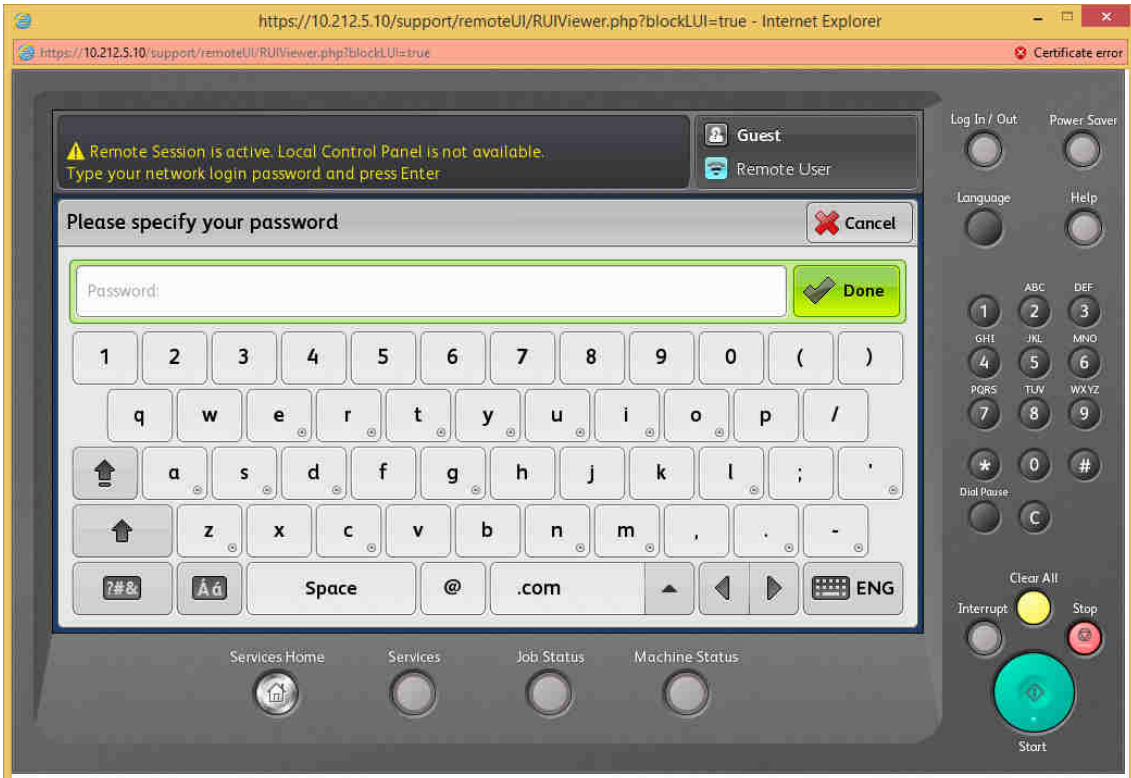 https://10.212.5.10/support/remoteUI/RUIViewer.php?blockLUI=true - Internet Explorer
https://10.212.5.10/support/remoteUI/RUIViewer.php?blockLUI=true
Certificate error
Remote Session is active. Local Control Panel is not available.
Type your network login password and press Enter
Guest
Remote User
Please specify your password
Cancel
Password:
Done
1 2 3 4 5 6 7 8 9 0 ( )
q w e r t y u i o p /
a s d f g h j k l ; '
z x c v b n m , . -
?#& Áá Space @ .com ENG
Services Home Services Job Status Machine Status
Log In / Out Power Saver
Language Help
ABC DEF
1 2 3
GHI JKL MNO
4 5 6
PQRS TUV WXYZ
7 8 9
* 0 #
Dial Pause
C
Clear All
Interrupt Stop
Start